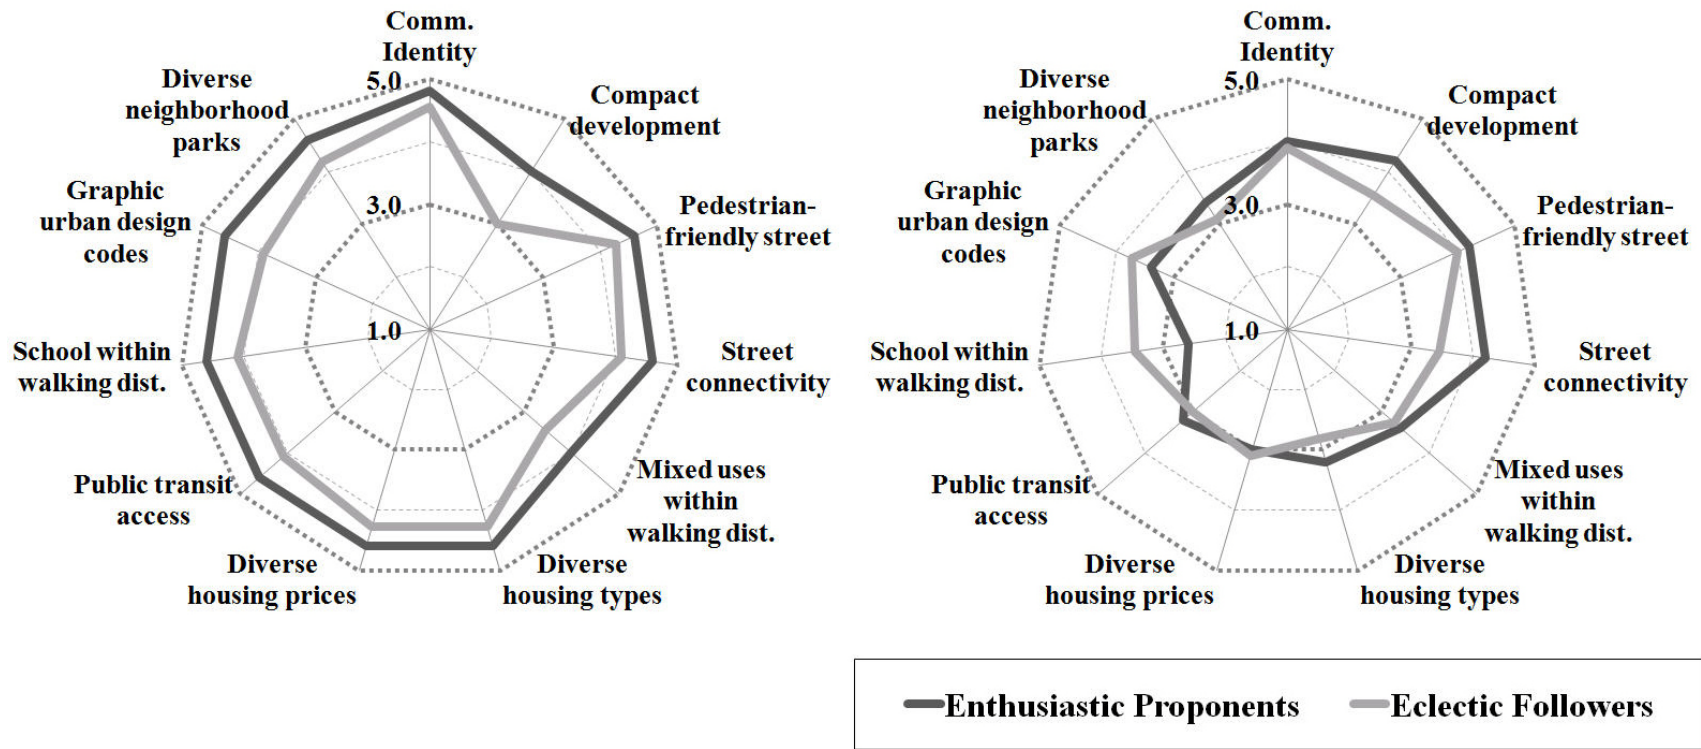 Comm.
Identity
5.0
3.0
1.0
Compact
development
Pedestrian-
friendly street
Street
connectivity
Mixed uses
within
walking dist.
Diverse
housing types
Diverse
housing prices
Public transit
access
School within
walking dist.
Graphic
urban design
codes
Diverse
neighborhood
parks
Comm.
Identity
5.0
3.0
1.0
Compact
development
Pedestrian-
friendly street
Street
connectivity
Mixed uses
within
walking dist.
Diverse
housing types
Diverse
housing prices
Public transit
access
School within
walking dist.
Graphic
urban design
codes
Diverse
neighborhood
parks
Enthusiastic Proponents
Eclectic Followers